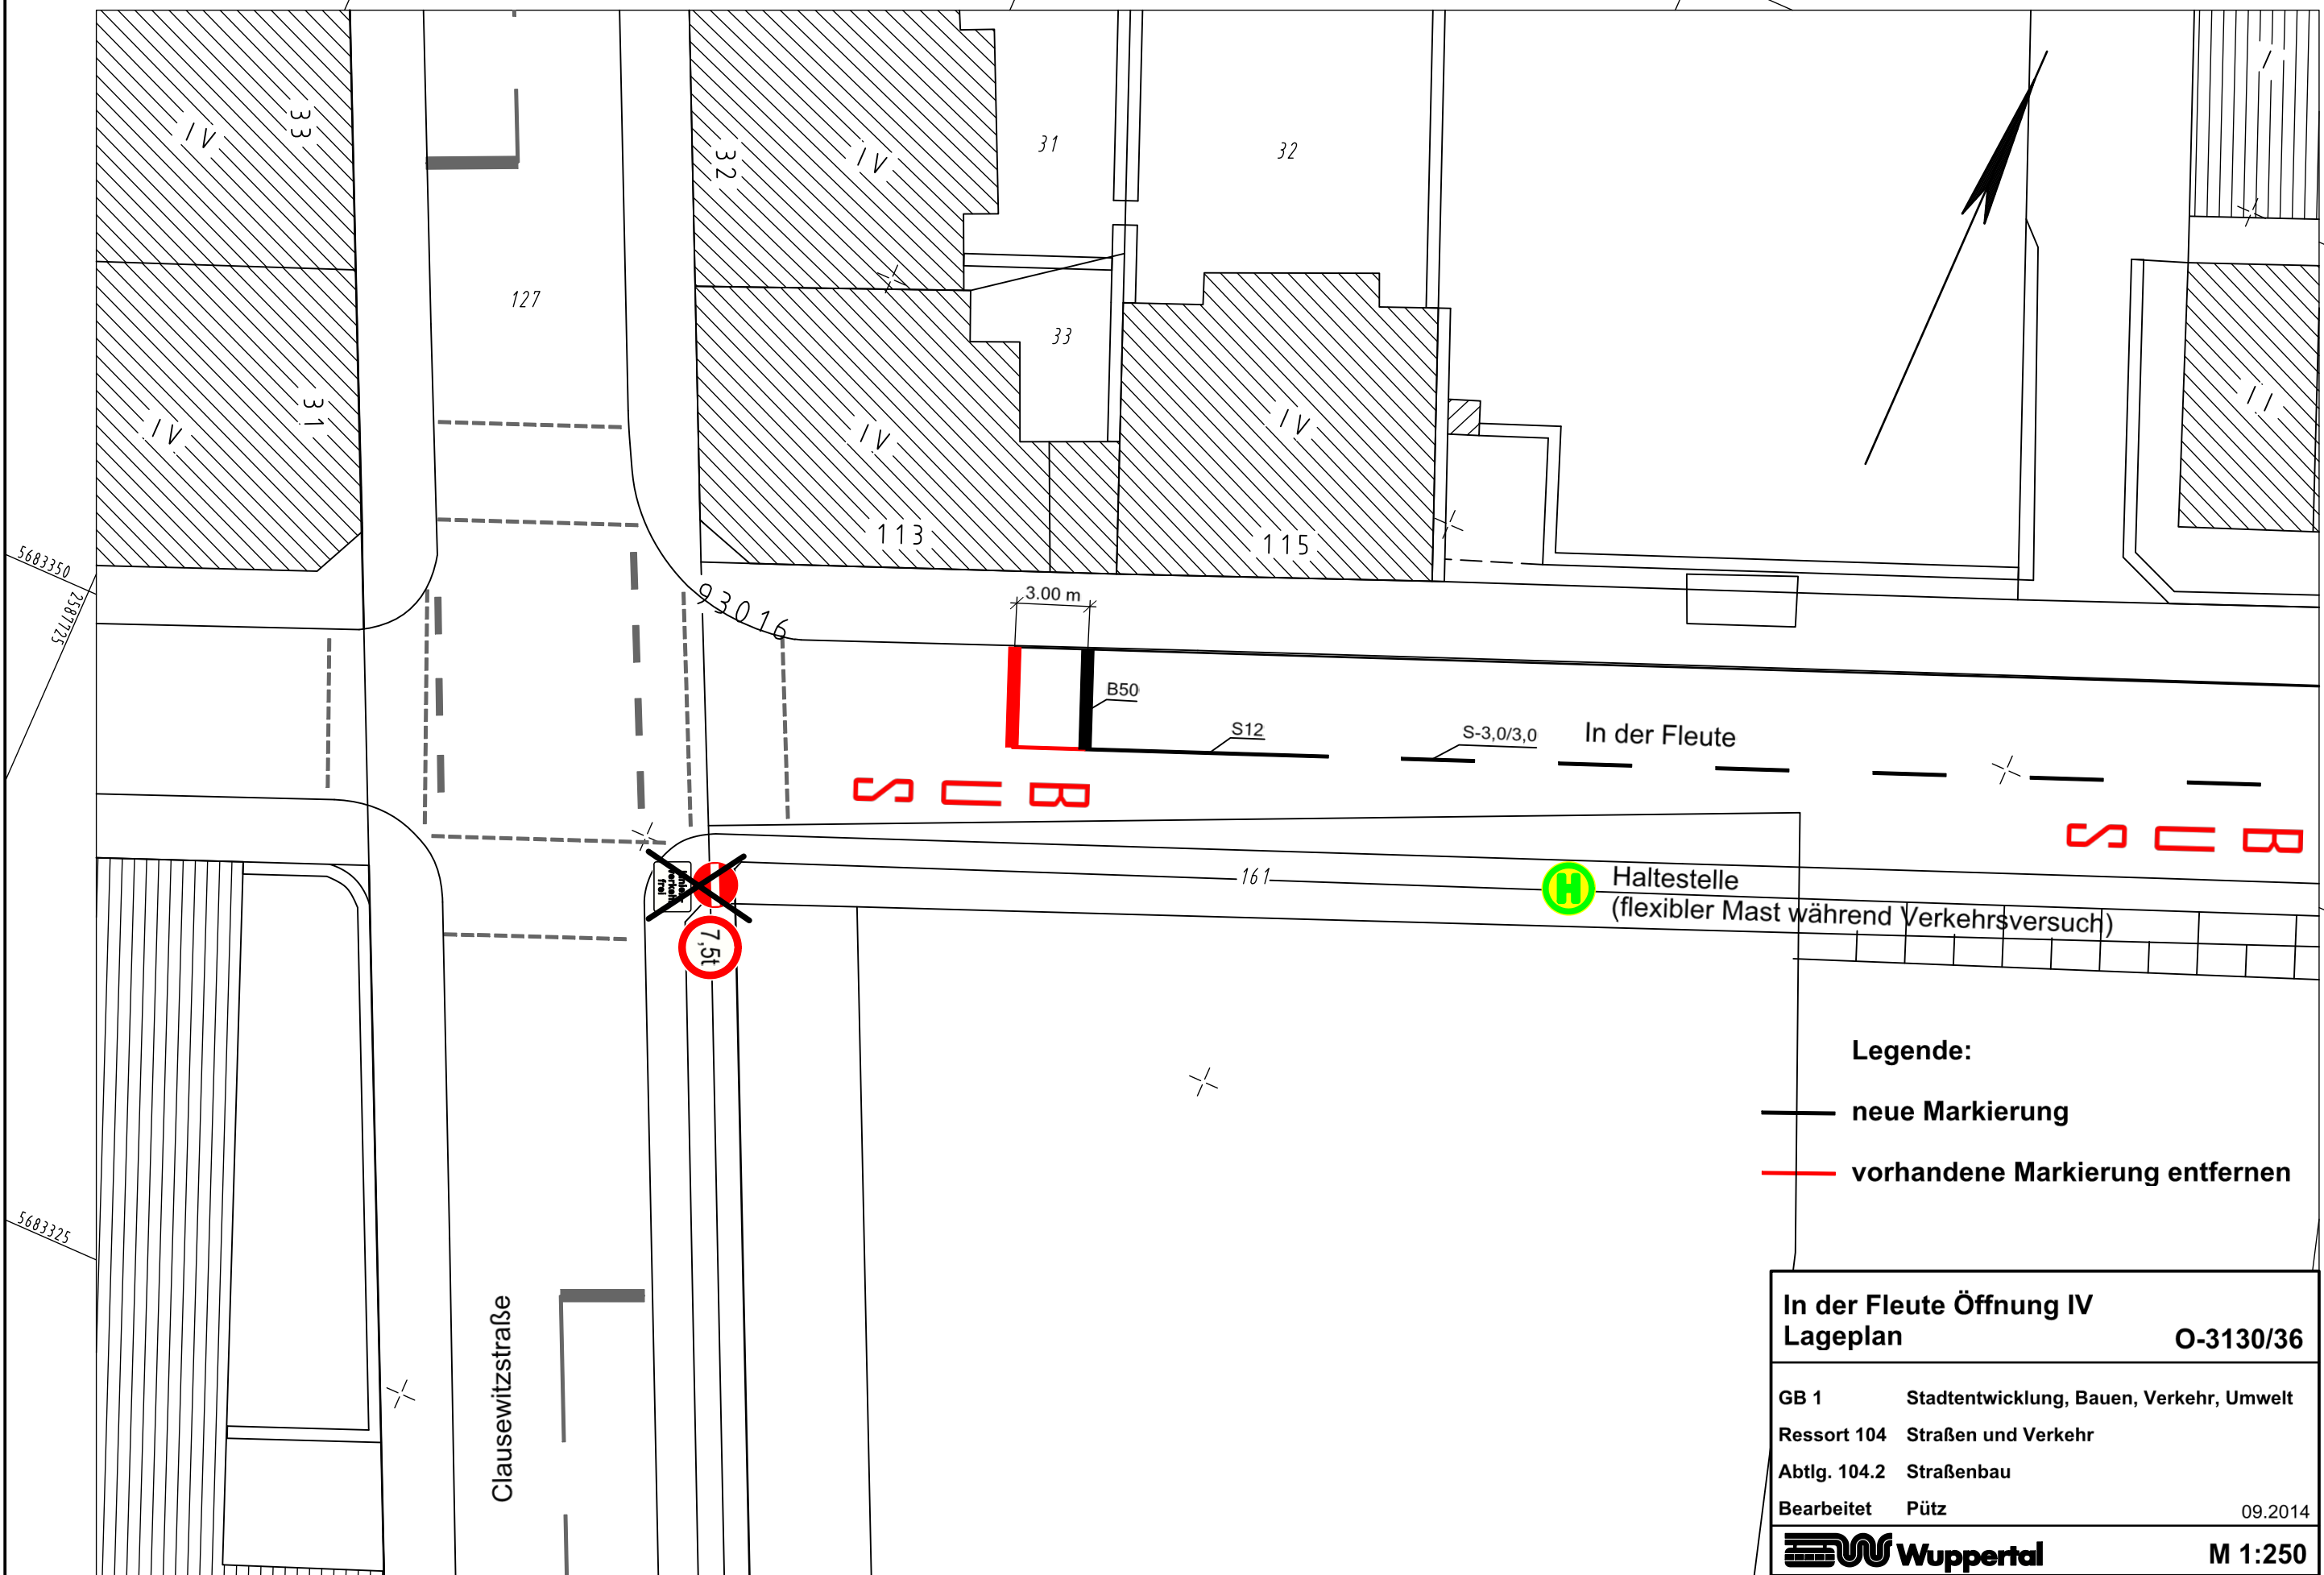 33
IV
32
IV
31
32
I
127
33
31
IV
IV
IV
II
113
115
5683350
2587725
93016
3.00 m
B50
S12
S-3,0/3,0
In der Fleute
BUS
BUS
frei
7,5t
161
H
Haltestelle
(flexibler Mast während Verkehrsversuch)
Legende:
neue Markierung
vorhandene Markierung entfernen
5683325
Clausewitzstraße
In der Fleute Öffnung IV
Lageplan O-3130/36
GB 1 Stadtentwicklung, Bauen, Verkehr, Umwelt
Ressort 104 Straßen und Verkehr
Abtlg. 104.2 Straßenbau
Bearbeitet Pütz 09.2014
Wuppertal M 1:250